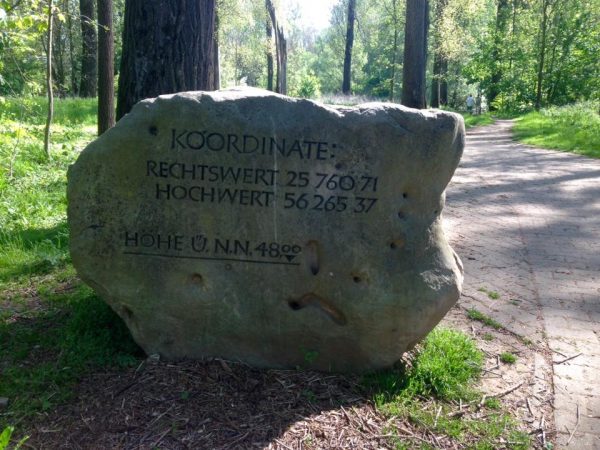 KOORDINATE:
RECHTSWERT 25 760 71
HOCHWERT 56 265 37
HÖHE Ü. N.N. 48,00